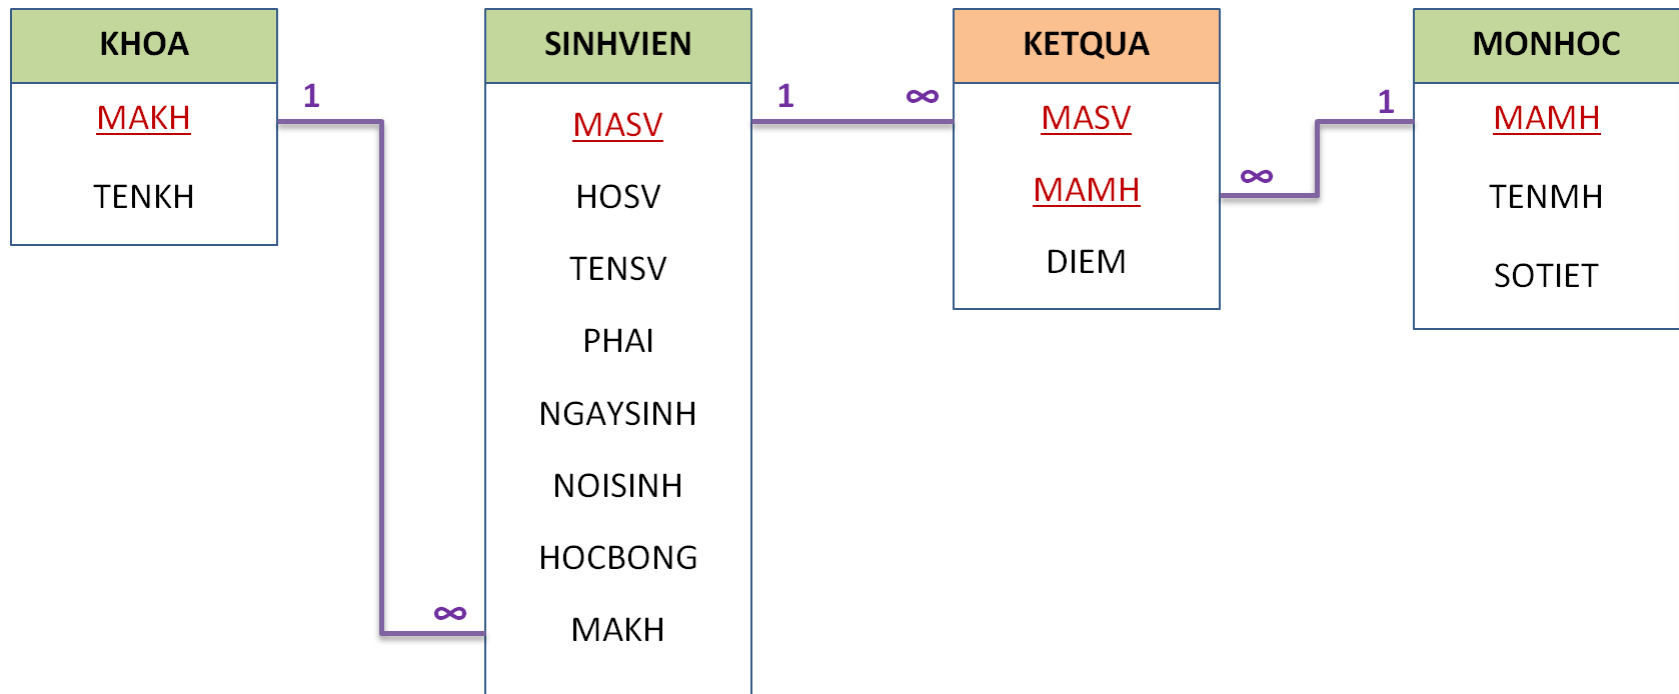 KHOA
MAKH
TENKH
1
∞
SINHVIEN
MASV
HOSV
TENSV
PHAI
NGAYSINH
NOISINH
HOCBONG
MAKH
1
∞
KETQUA
MASV
MAMH
DIEM
∞
1
MONHOC
MAMH
TENMH
SOTIET